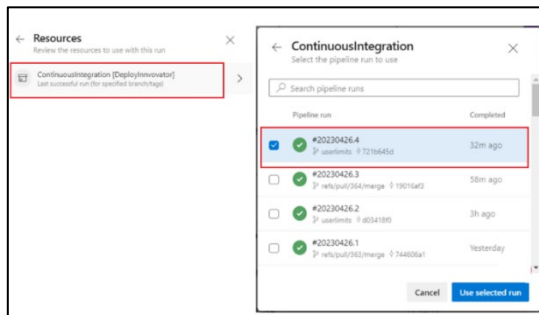 Resources
Review the resources to use with this run
ContinuousIntegration [DeployInnvovator]
Last successful run (for specified branch/tags)
ContinuousIntegration
Select the pipeline run to use
Search pipeline runs
Pipeline run Completed
#20230426.4
userlimits 721b645d 32m ago
#20230426.3
refs/pull/364/merge 19016af3 58m ago
#20230426.2
userlimits d03418f0 3h ago
#20230426.1
refs/pull/363/merge 744606a1 Yesterday
Cancel Use selected run